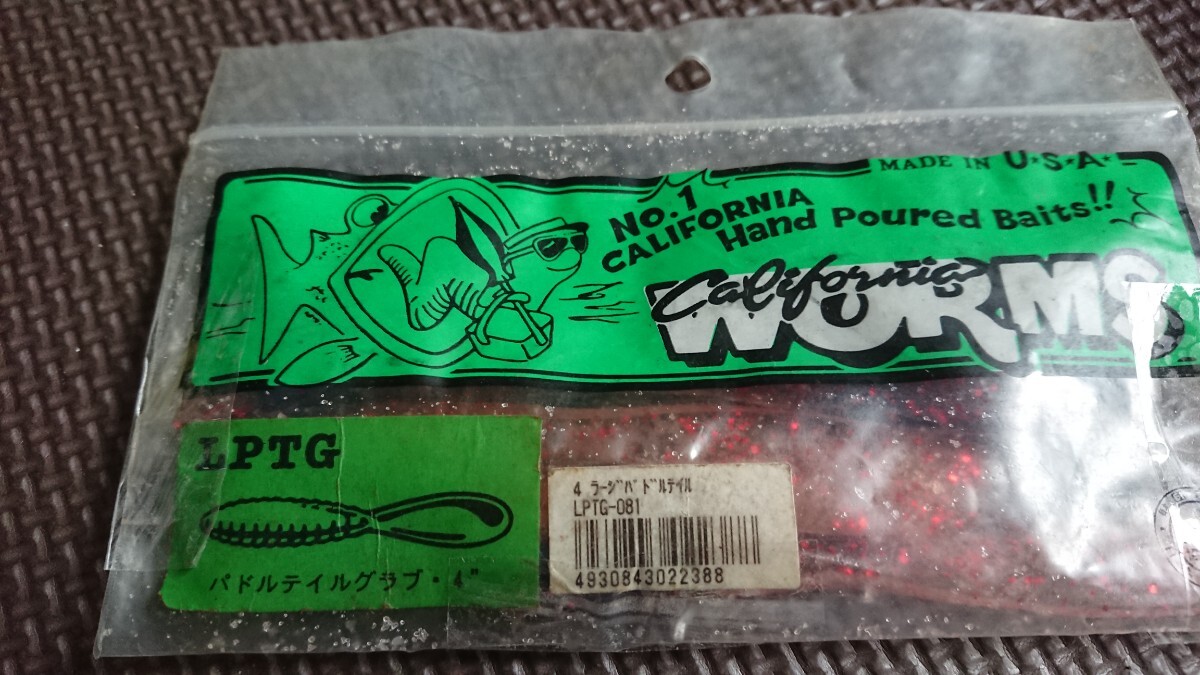 MADE IN U·S·A·
No.1
CALIFORNIA
Hand Poured Baits!!
California
WORMS
LPTG
パドルテイルグラブ・4"
4 ラージパドルテイル
LPTG-081
4930843022388